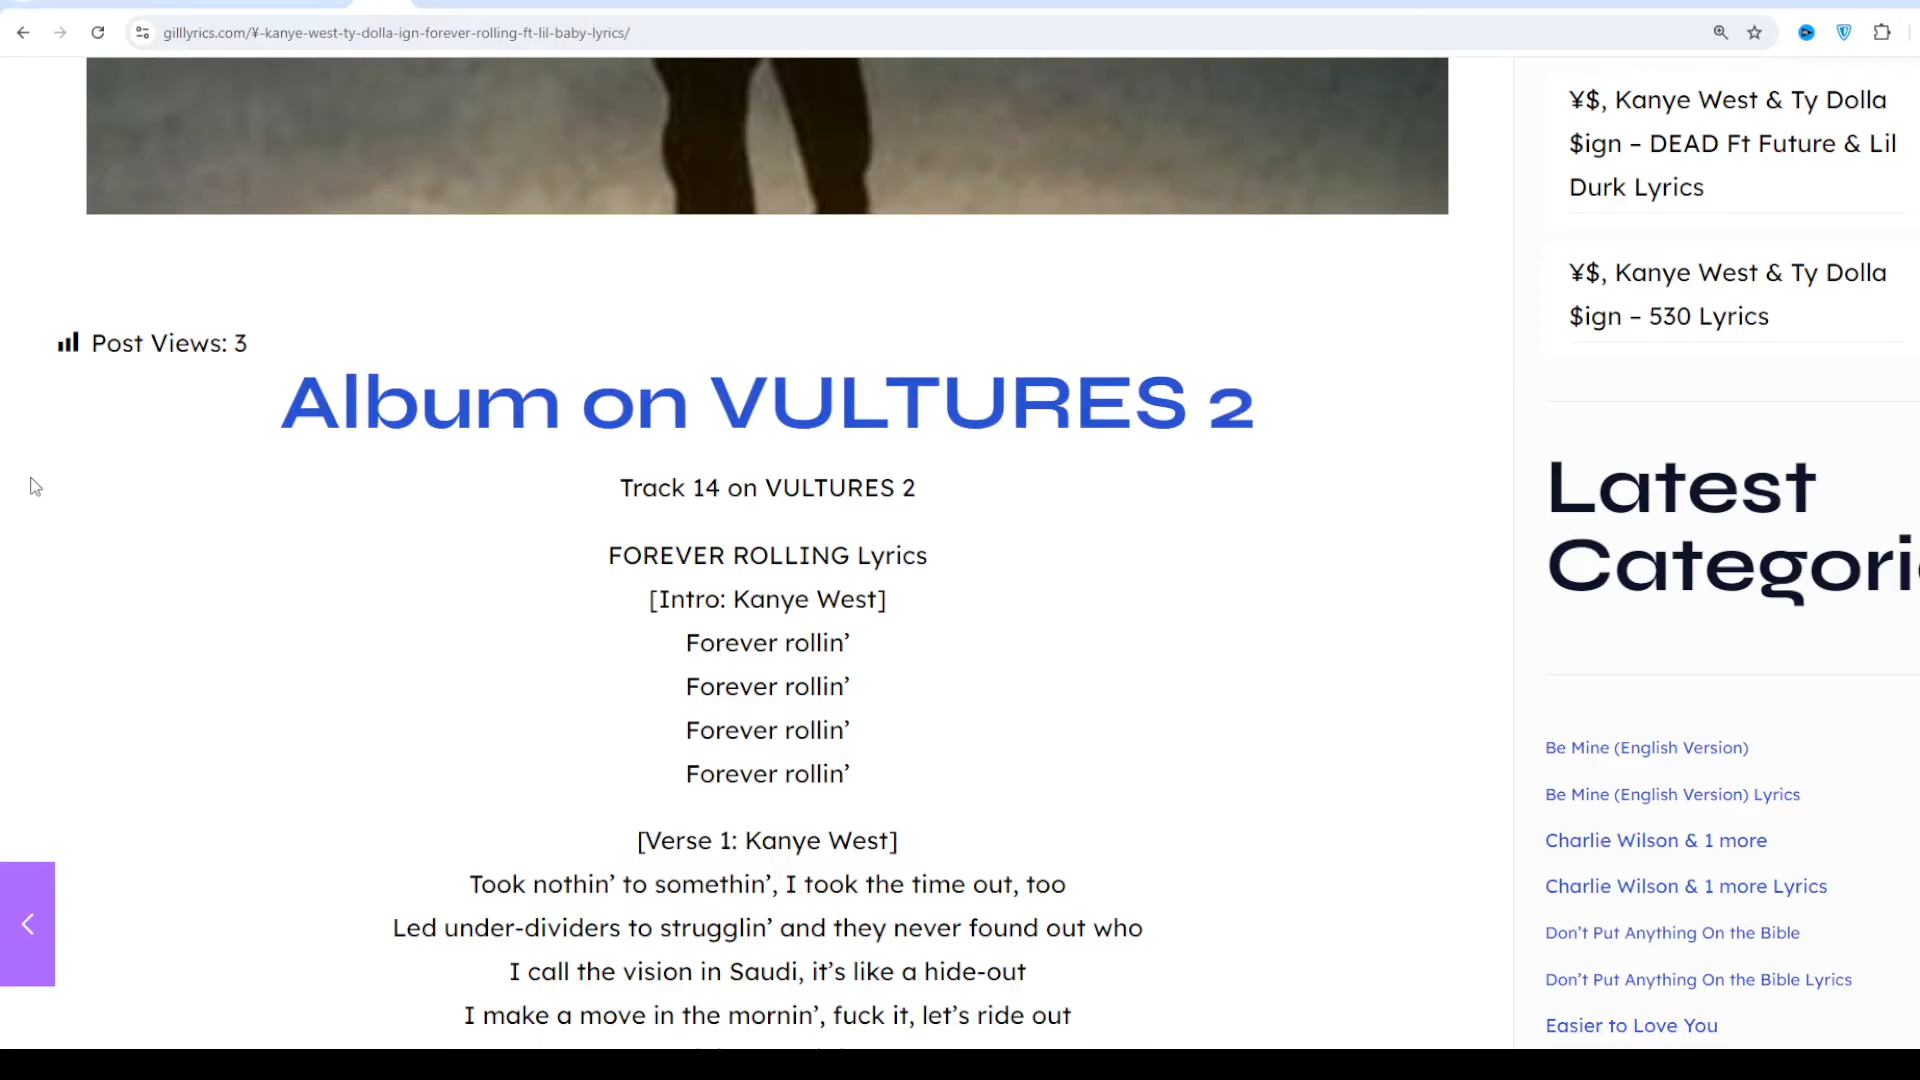 gilllyrics.com/¥-kanye-west-ty-dolla-ign-forever-rolling-ft-lil-baby-lyrics/
Post Views: 3
Album on VULTURES 2
Track 14 on VULTURES 2
FOREVER ROLLING Lyrics
[Intro: Kanye West]
Forever rollin’
Forever rollin’
Forever rollin’
Forever rollin’
[Verse 1: Kanye West]
Took nothin’ to somethin’, I took the time out, too
Led under-dividers to strugglin’ and they never found out who
I call the vision in Saudi, it’s like a hide-out
I make a move in the mornin’, fuck it, let’s ride out
¥$, Kanye West & Ty Dolla
$ign – DEAD Ft Future & Lil
Durk Lyrics
¥$, Kanye West & Ty Dolla
$ign – 530 Lyrics
Latest
Categori
Be Mine (English Version)
Be Mine (English Version) Lyrics
Charlie Wilson & 1 more
Charlie Wilson & 1 more Lyrics
Don’t Put Anything On the Bible
Don’t Put Anything On the Bible Lyrics
Easier to Love You